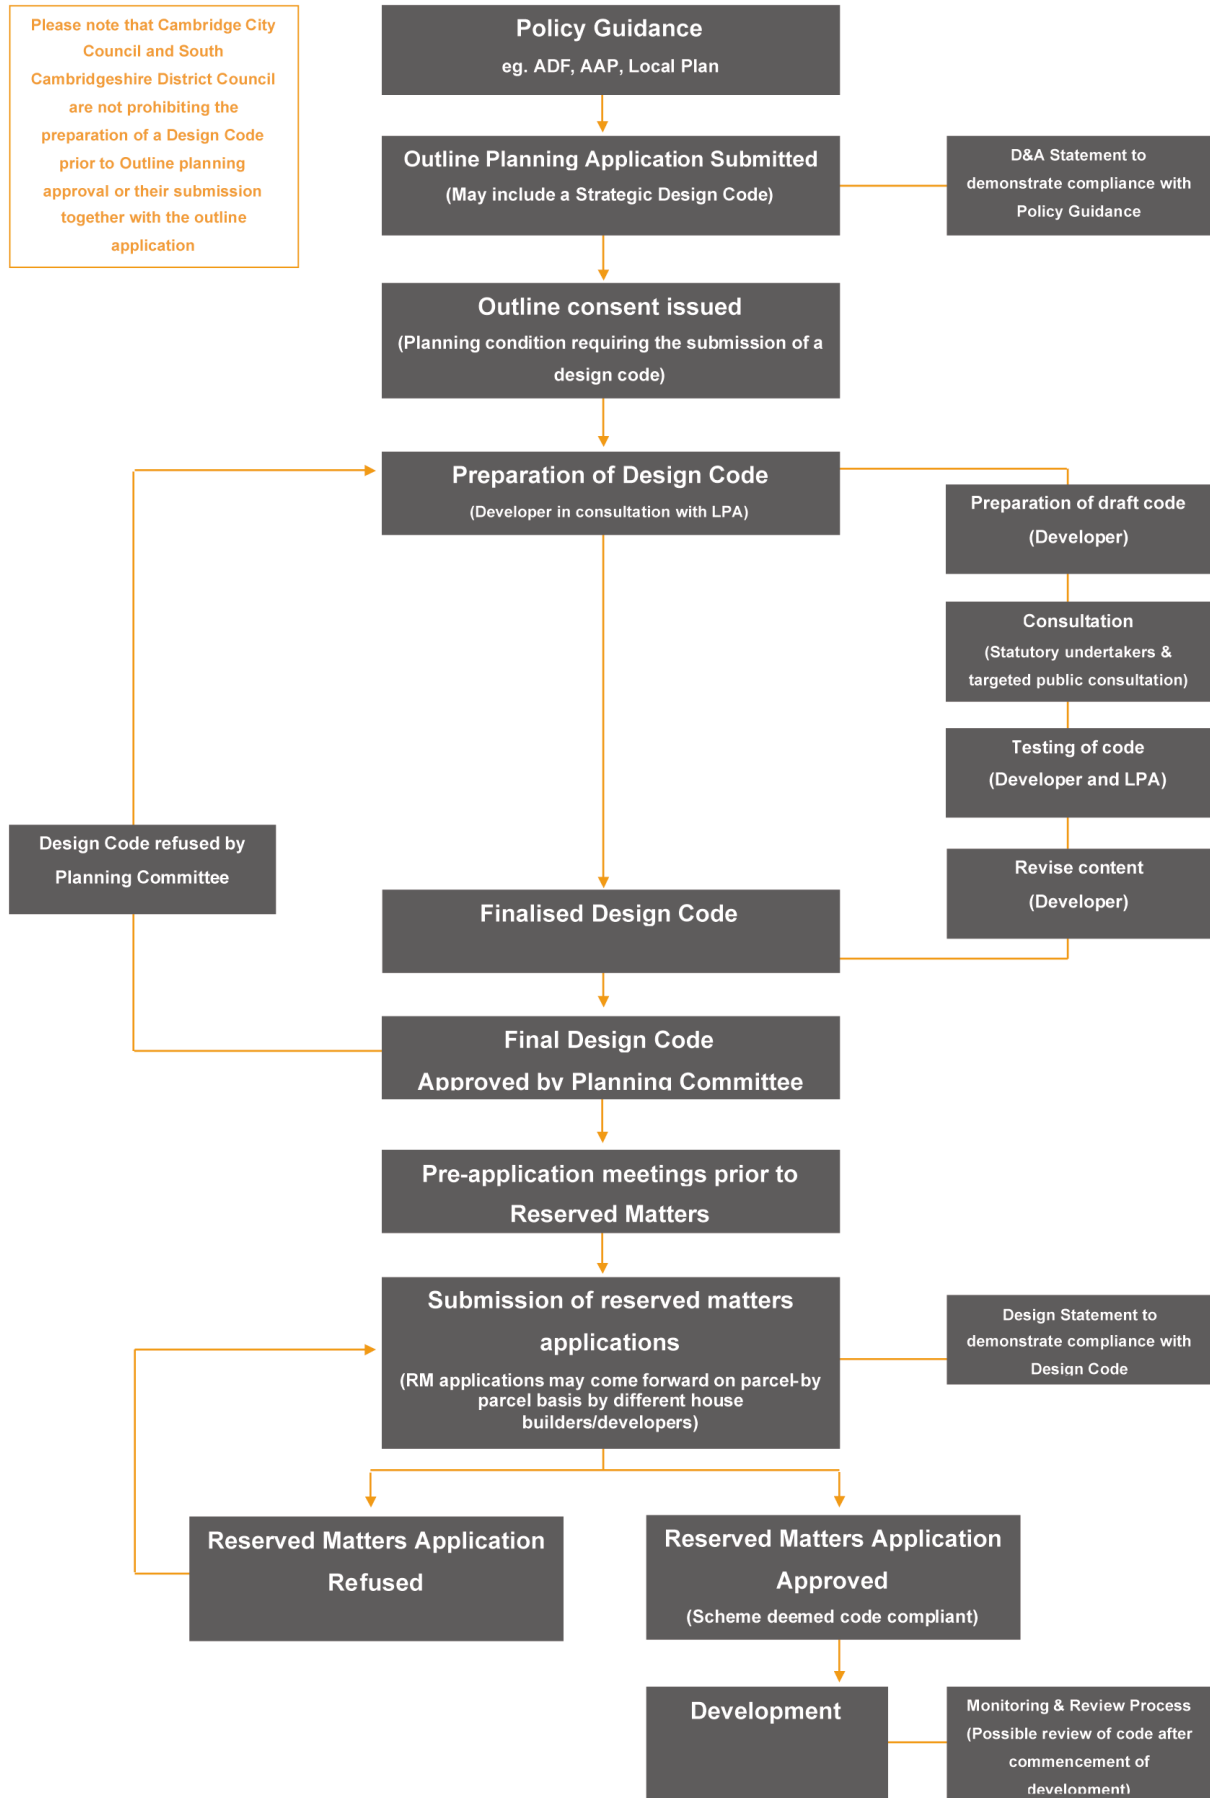 Please note that Cambridge City
Council and South
Cambridgeshire District Council
are not prohibiting the
preparation of a Design Code
prior to Outline planning
approval or their submission
together with the outline
application
Policy Guidance
eg. ADF, AAP, Local Plan
Outline Planning Application Submitted
(May include a Strategic Design Code)
D&A Statement to
demonstrate compliance with
Policy Guidance
Outline consent issued
(Planning condition requiring the submission of a
design code)
Preparation of Design Code
(Developer in consultation with LPA)
Preparation of draft code
(Developer)
Consultation
(Statutory undertakers &
targeted public consultation)
Testing of code
(Developer and LPA)
Revise content
(Developer)
Design Code refused by
Planning Committee
Finalised Design Code
Final Design Code
Approved by Planning Committee
Pre-application meetings prior to
Reserved Matters
Submission of reserved matters
applications
(RM applications may come forward on parcel-by
parcel basis by different house
builders/developers)
Design Statement to
demonstrate compliance with
Design Code
Reserved Matters Application
Refused
Reserved Matters Application
Approved
(Scheme deemed code compliant)
Development
Monitoring & Review Process
(Possible review of code after
commencement of
development)